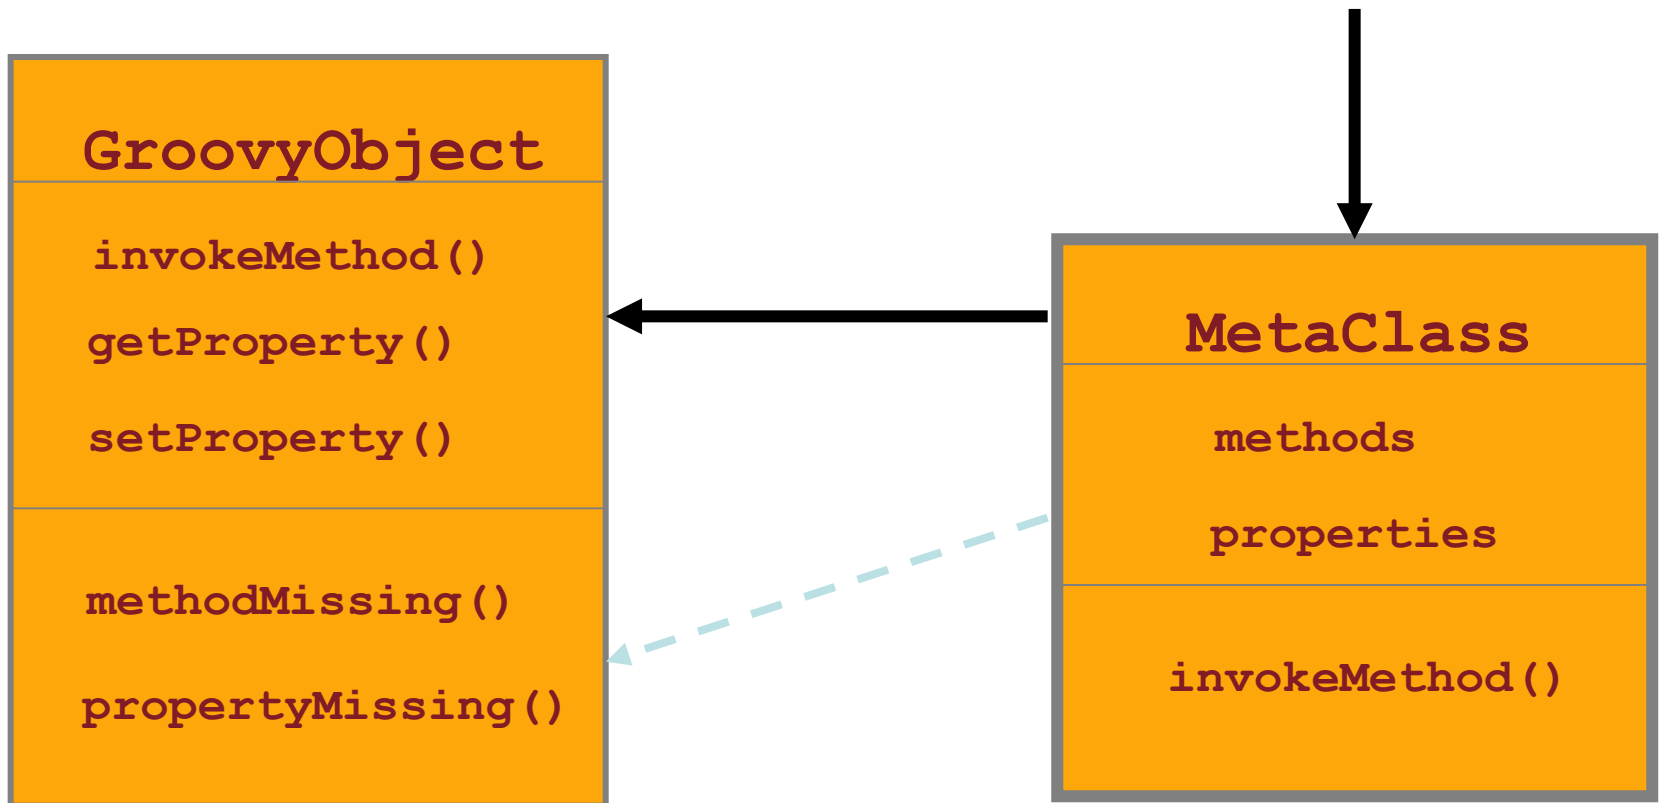 GroovyObject
invokeMethod()
getProperty()
setProperty()
methodMissing()
propertyMissing()
MetaClass
methods
properties
invokeMethod()